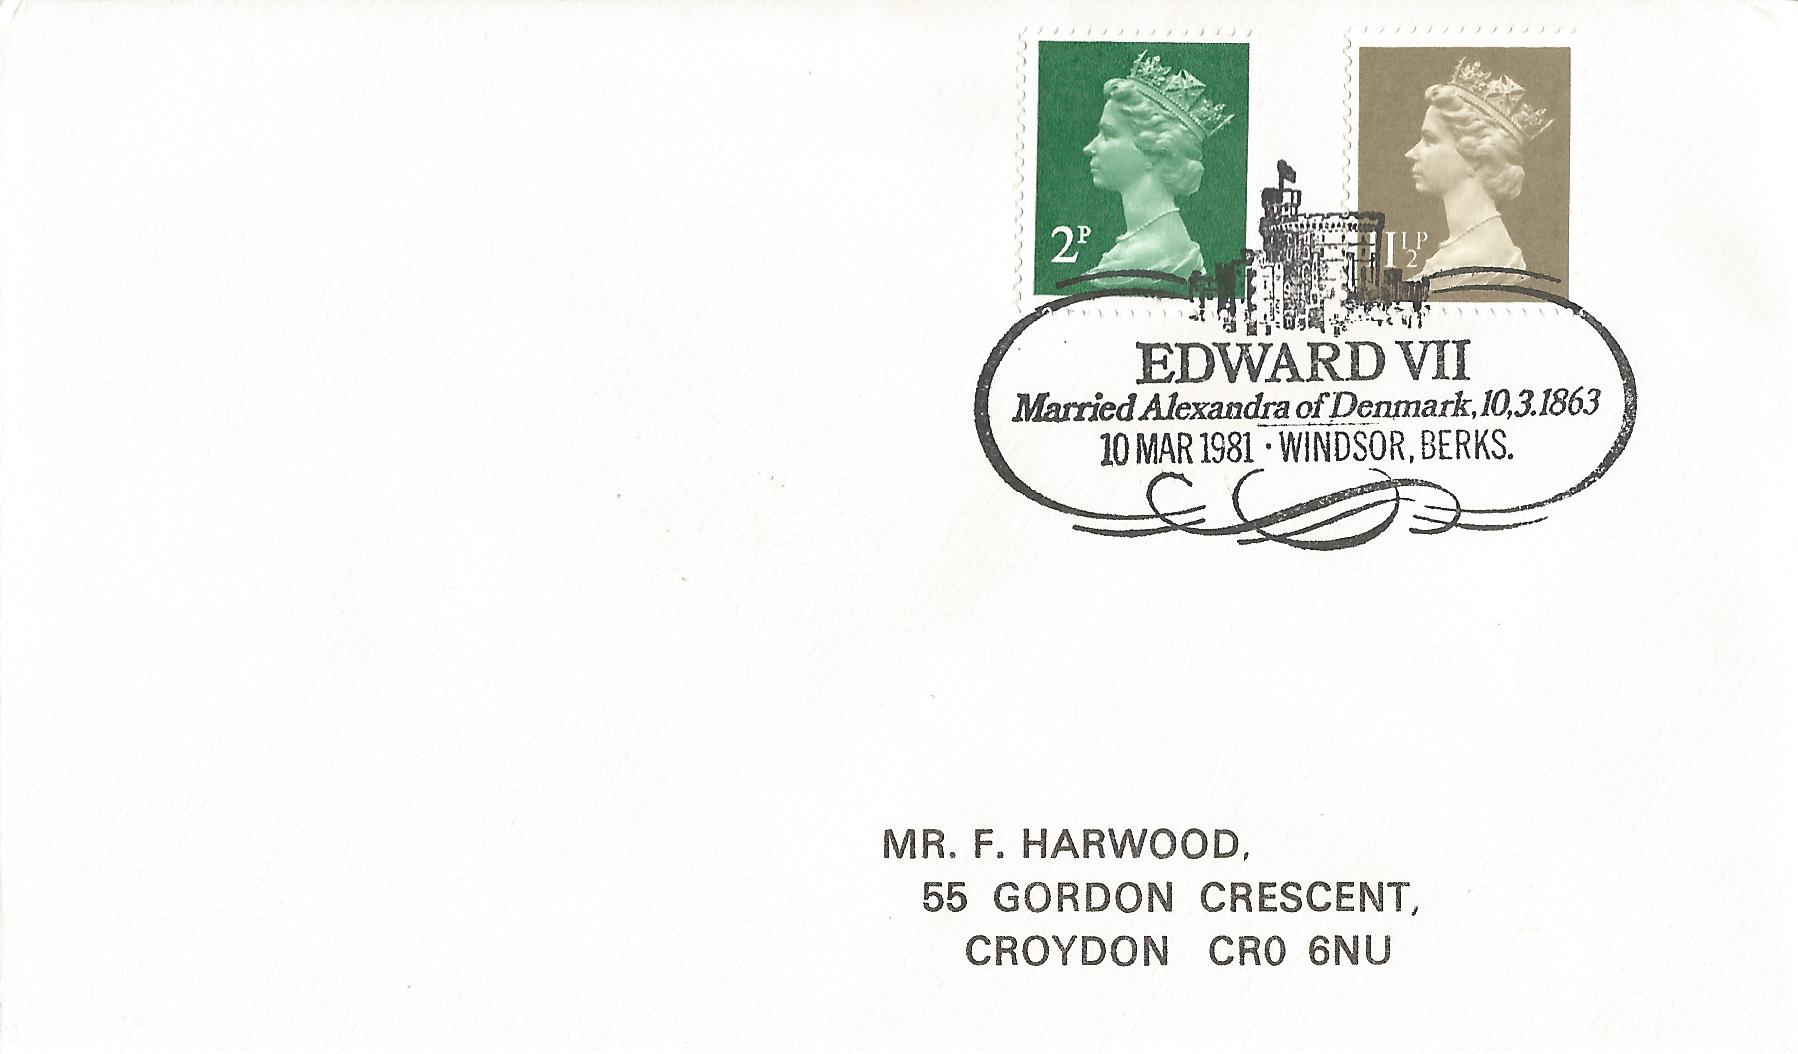 2P
11½P
EDWARD VII
Married Alexandra of Denmark, 10,3.1863
10 MAR 1981 · WINDSOR, BERKS.
MR. F. HARWOOD,
55 GORDON CRESCENT,
CROYDON CR0 6NU